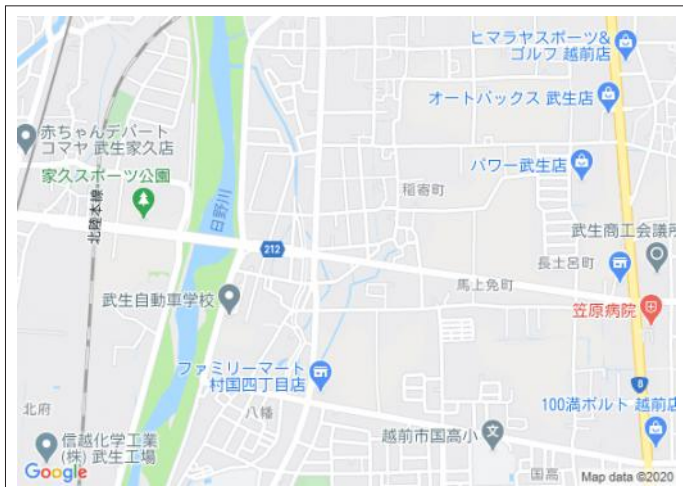 ヒマラヤスポーツ&
ゴルフ 越前店
オートバックス 武生店
赤ちゃんデパート
コマヤ 武生家久店
パワー武生店
家久スポーツ公園
稲寄町
北陸本線
日野川
212
武生商工会議所
長土呂町
馬上免町
武生自動車学校
笠原病院
ファミリーマート
村国四丁目店
8
北府
八幡
100満ボルト 越前店
信越化学工業
(株) 武生工場
越前市国高小
文
国高
Google
Map data ©2020